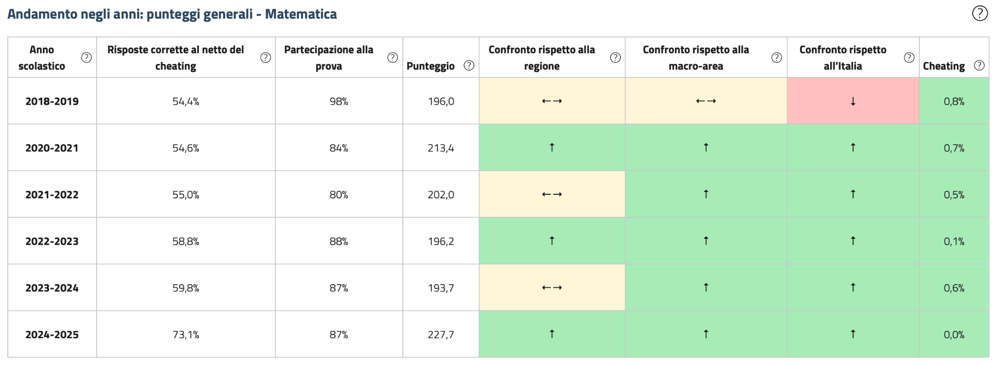 Andamento negli anni: punteggi generali - Matematica ?
Anno scolastico ? Risposte corrette al netto del cheating ? Partecipazione alla prova ? Punteggio ? Confronto rispetto alla regione ? Confronto rispetto alla macro-area ? Confronto rispetto all’Italia ? Cheating ?
2018-2019 54,4% 98% 196,0 ←→ ←→ ↓ 0,8%
2020-2021 54,6% 84% 213,4 ↑ ↑ ↑ 0,7%
2021-2022 55,0% 80% 202,0 ←→ ↑ ↑ 0,5%
2022-2023 58,8% 88% 196,2 ↑ ↑ ↑ 0,1%
2023-2024 59,8% 87% 193,7 ←→ ↑ ↑ 0,6%
2024-2025 73,1% 87% 227,7 ↑ ↑ ↑ 0,0%